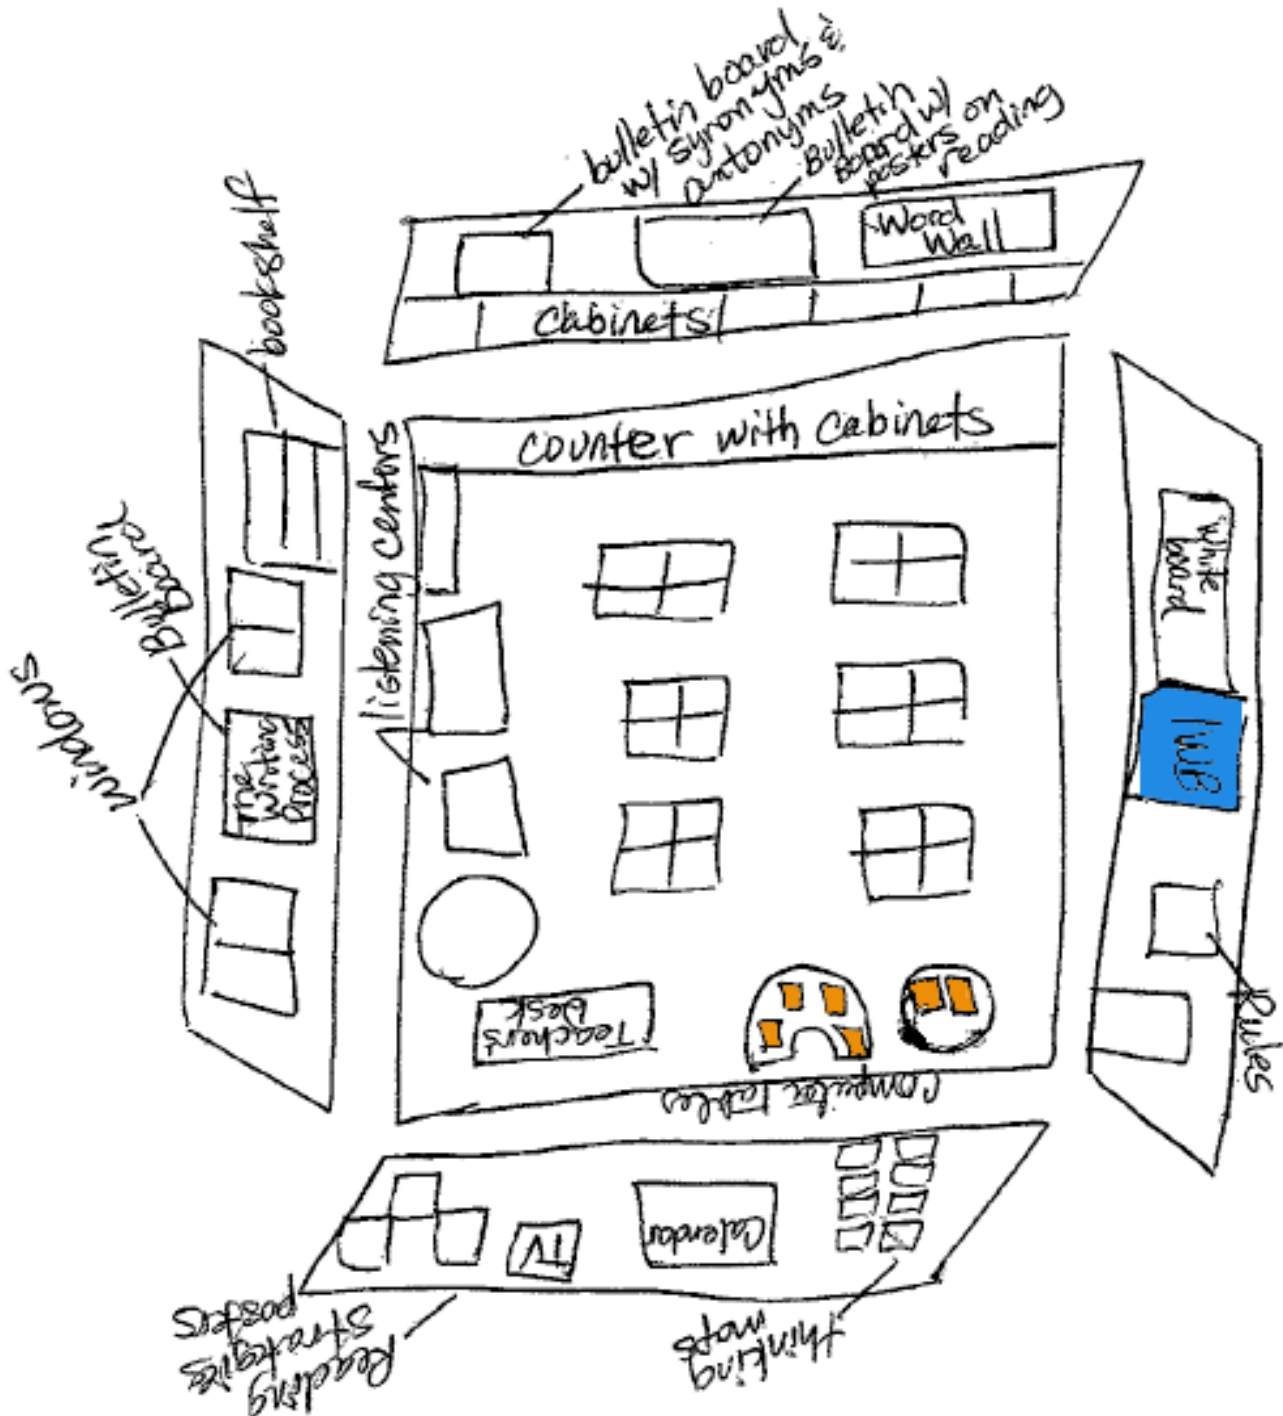 bulletin board
w/ synonyms &
antonyms
Bulletin
Board w/
posters on
reading
Word
Wall
Cabinets
bookshelf
Bulletin
Board
windows
The
Writing
Process
listening centers
counter with cabinets
White
board
IWB
Rules
Teacher's
Desk
Computer Tables
Reading
Strategies
posters
TV
Calendar
thinking
maps